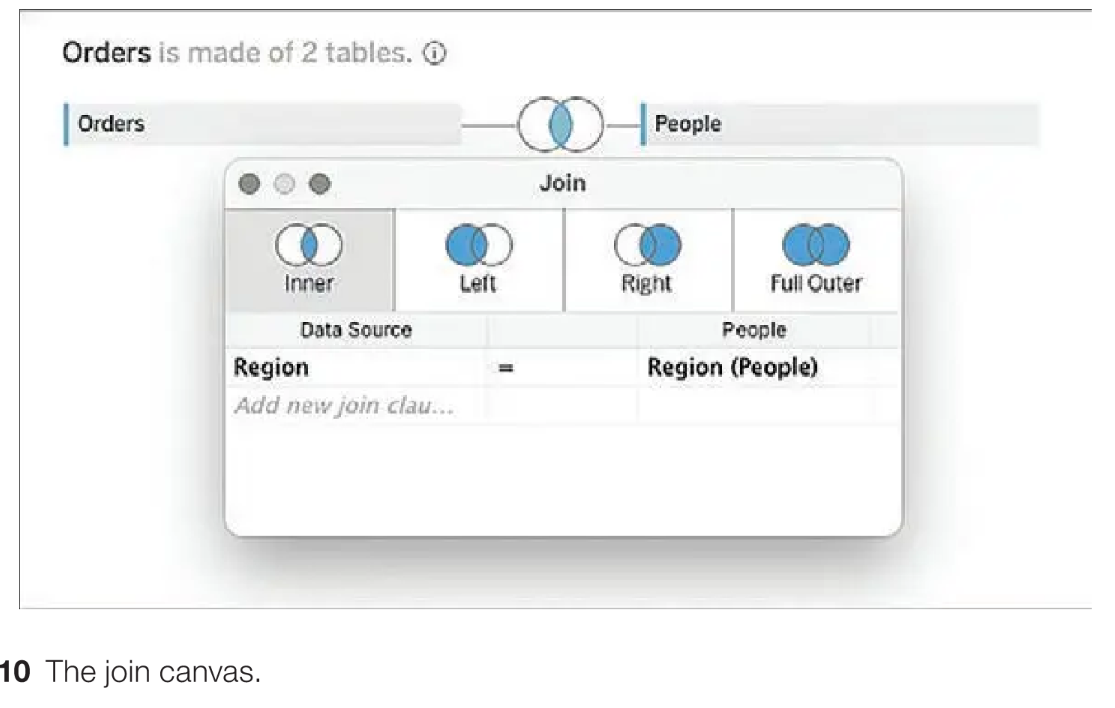 Orders is made of 2 tables. ⓘ
Orders People
Join
Inner Left Right Full Outer
Data Source People
Region = Region (People)
Add new join clau...
10 The join canvas.